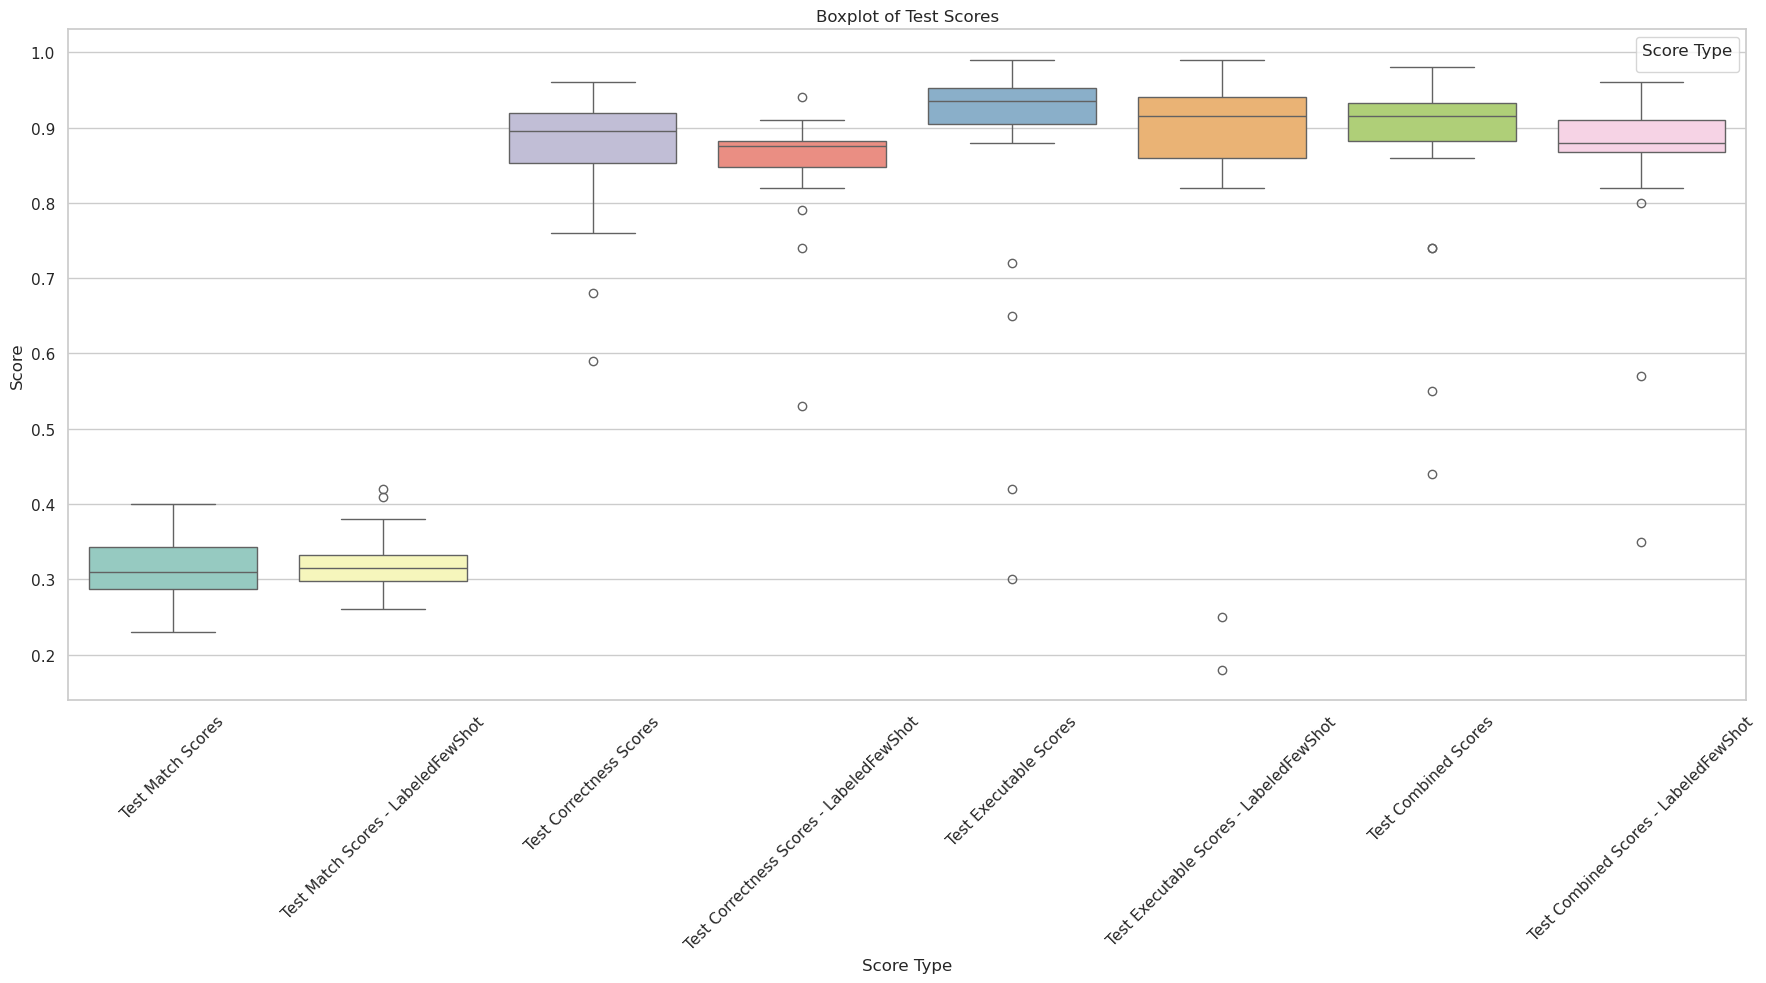 Boxplot of Test Scores
Score Type
1.0
0.9
0.8
0.7
0.6
0.5
0.4
0.3
0.2
Score
Test Match Scores
Test Match Scores - LabeledFewShot
Test Correctness Scores
Test Correctness Scores - LabeledFewShot
Test Executable Scores
Test Executable Scores - LabeledFewShot
Test Combined Scores
Test Combined Scores - LabeledFewShot
Score Type